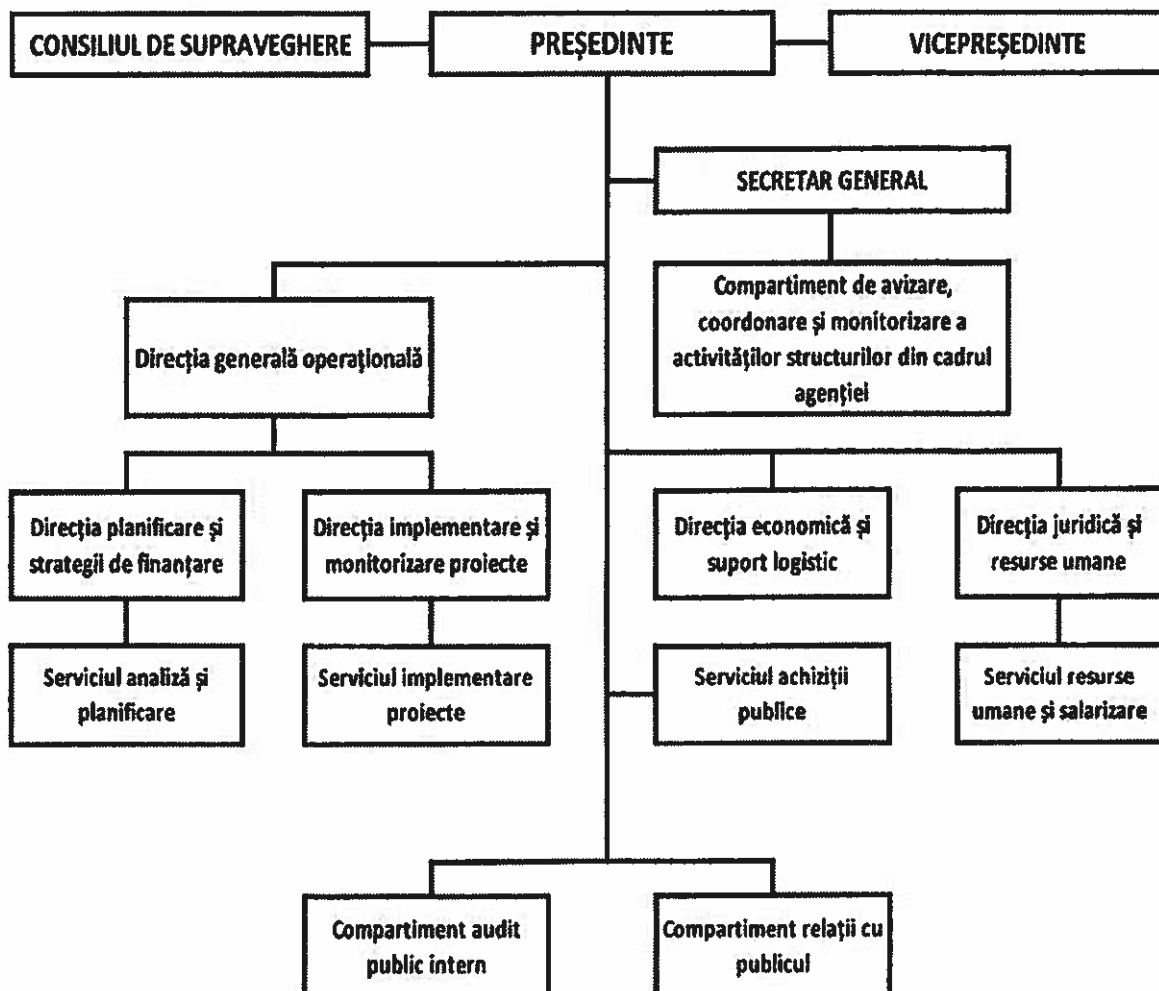 CONSILIUL DE SUPRAVEGHERE
PREȘEDINTE
VICEPREȘEDINTE
SECRETAR GENERAL
Compartiment de avizare,
coordonare și monitorizare a
activităților structurilor din cadrul
agenției
Direcția generală operațională
Direcția planificare și
strategii de finanțare
Direcția implementare și
monitorizare proiecte
Direcția economică și
suport logistic
Direcția juridică și
resurse umane
Serviciul analiză și
planificare
Serviciul implementare
proiecte
Serviciul achiziții
publice
Serviciul resurse
umane și salarizare
Compartiment audit
public intern
Compartiment relații cu
publicul